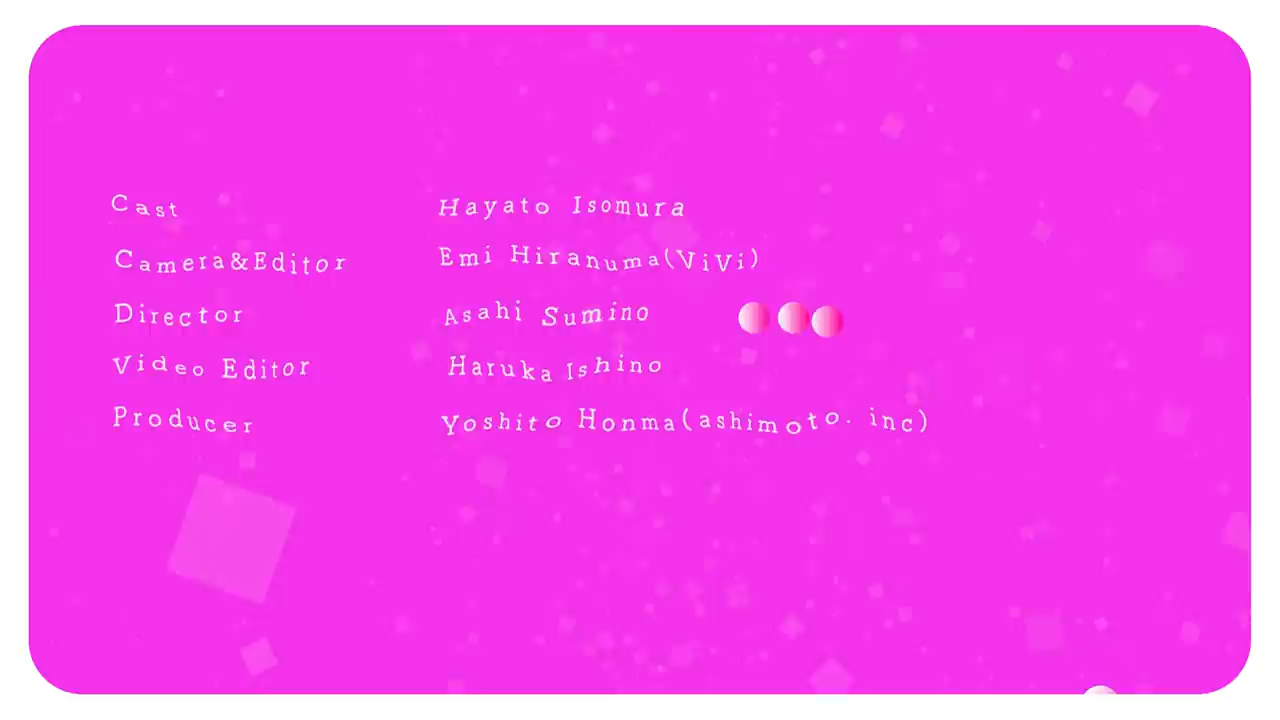 Cast Hayato Isomura
Camera&Editor Emi Hiranuma(ViVi)
Director Asahi Sumino
Video Editor Haruka Ishino
Producer Yoshito Honma(ashimoto. inc)